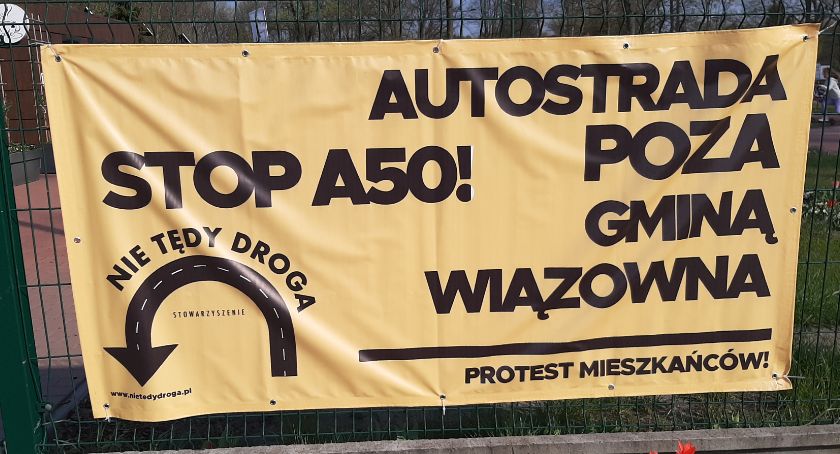 AUTOSTRADA
POZA
GMINĄ
WIĄZOWNA
STOP A50!
NIE TĘDY DROGA
STOWARZYSZENIE
www.nietedydroga.pl
PROTEST MIESZKAŃCÓW!